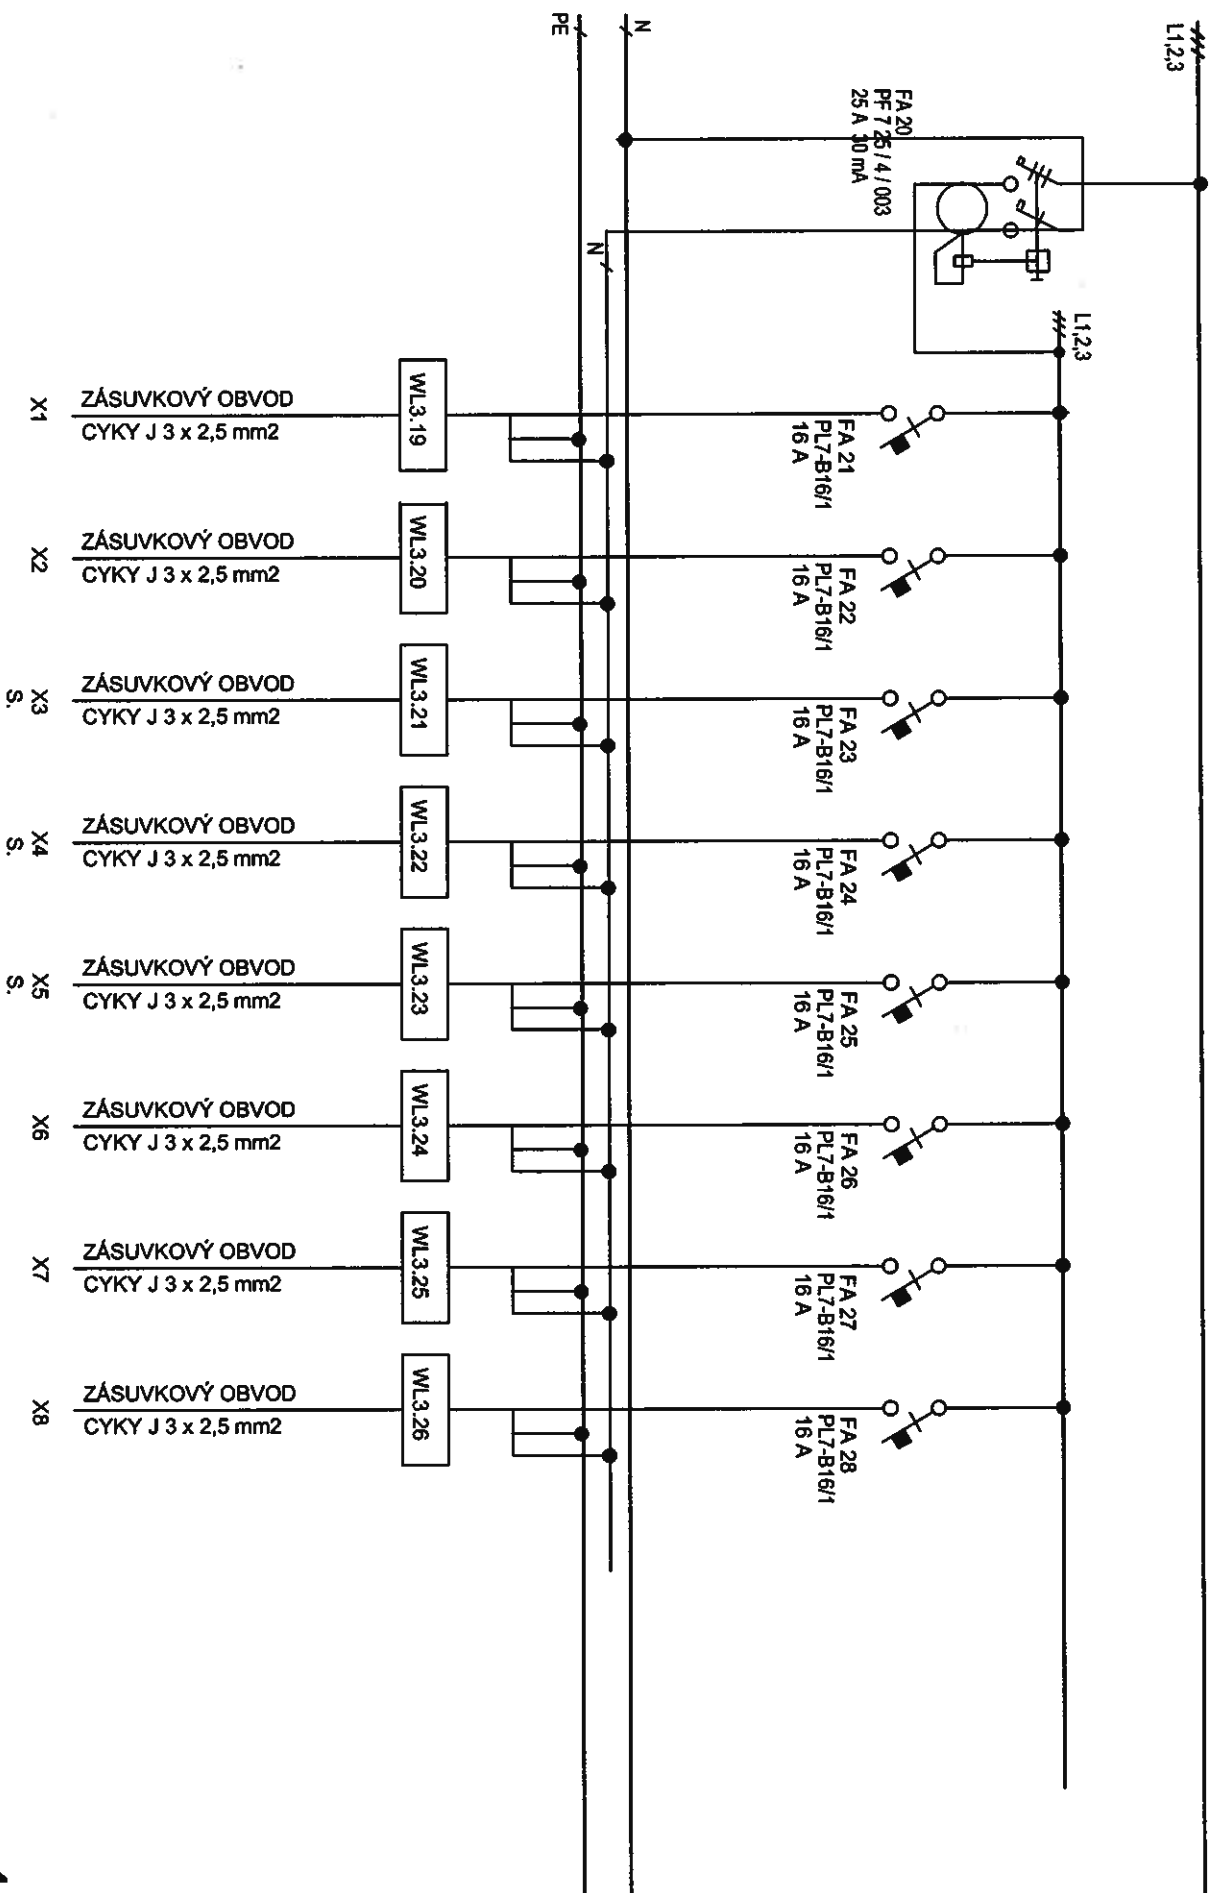 L1,2,3
N
PE
FA 20
PF 7 25 / 4 / 003
25 A 30 mA
N
L1,2,3
FA 21
PL7-B16/1
16 A
WL3.19
ZÁSUVKOVÝ OBVOD
CYKY J 3 x 2,5 mm2
X1
FA 22
PL7-B16/1
16 A
WL3.20
ZÁSUVKOVÝ OBVOD
CYKY J 3 x 2,5 mm2
X2
FA 23
PL7-B16/1
16 A
WL3.21
ZÁSUVKOVÝ OBVOD
CYKY J 3 x 2,5 mm2
X3
S.
FA 24
PL7-B16/1
16 A
WL3.22
ZÁSUVKOVÝ OBVOD
CYKY J 3 x 2,5 mm2
X4
S.
FA 25
PL7-B16/1
16 A
WL3.23
ZÁSUVKOVÝ OBVOD
CYKY J 3 x 2,5 mm2
X5
S.
FA 26
PL7-B16/1
16 A
WL3.24
ZÁSUVKOVÝ OBVOD
CYKY J 3 x 2,5 mm2
X6
FA 27
PL7-B16/1
16 A
WL3.25
ZÁSUVKOVÝ OBVOD
CYKY J 3 x 2,5 mm2
X7
FA 28
PL7-B16/1
16 A
WL3.26
ZÁSUVKOVÝ OBVOD
CYKY J 3 x 2,5 mm2
X8